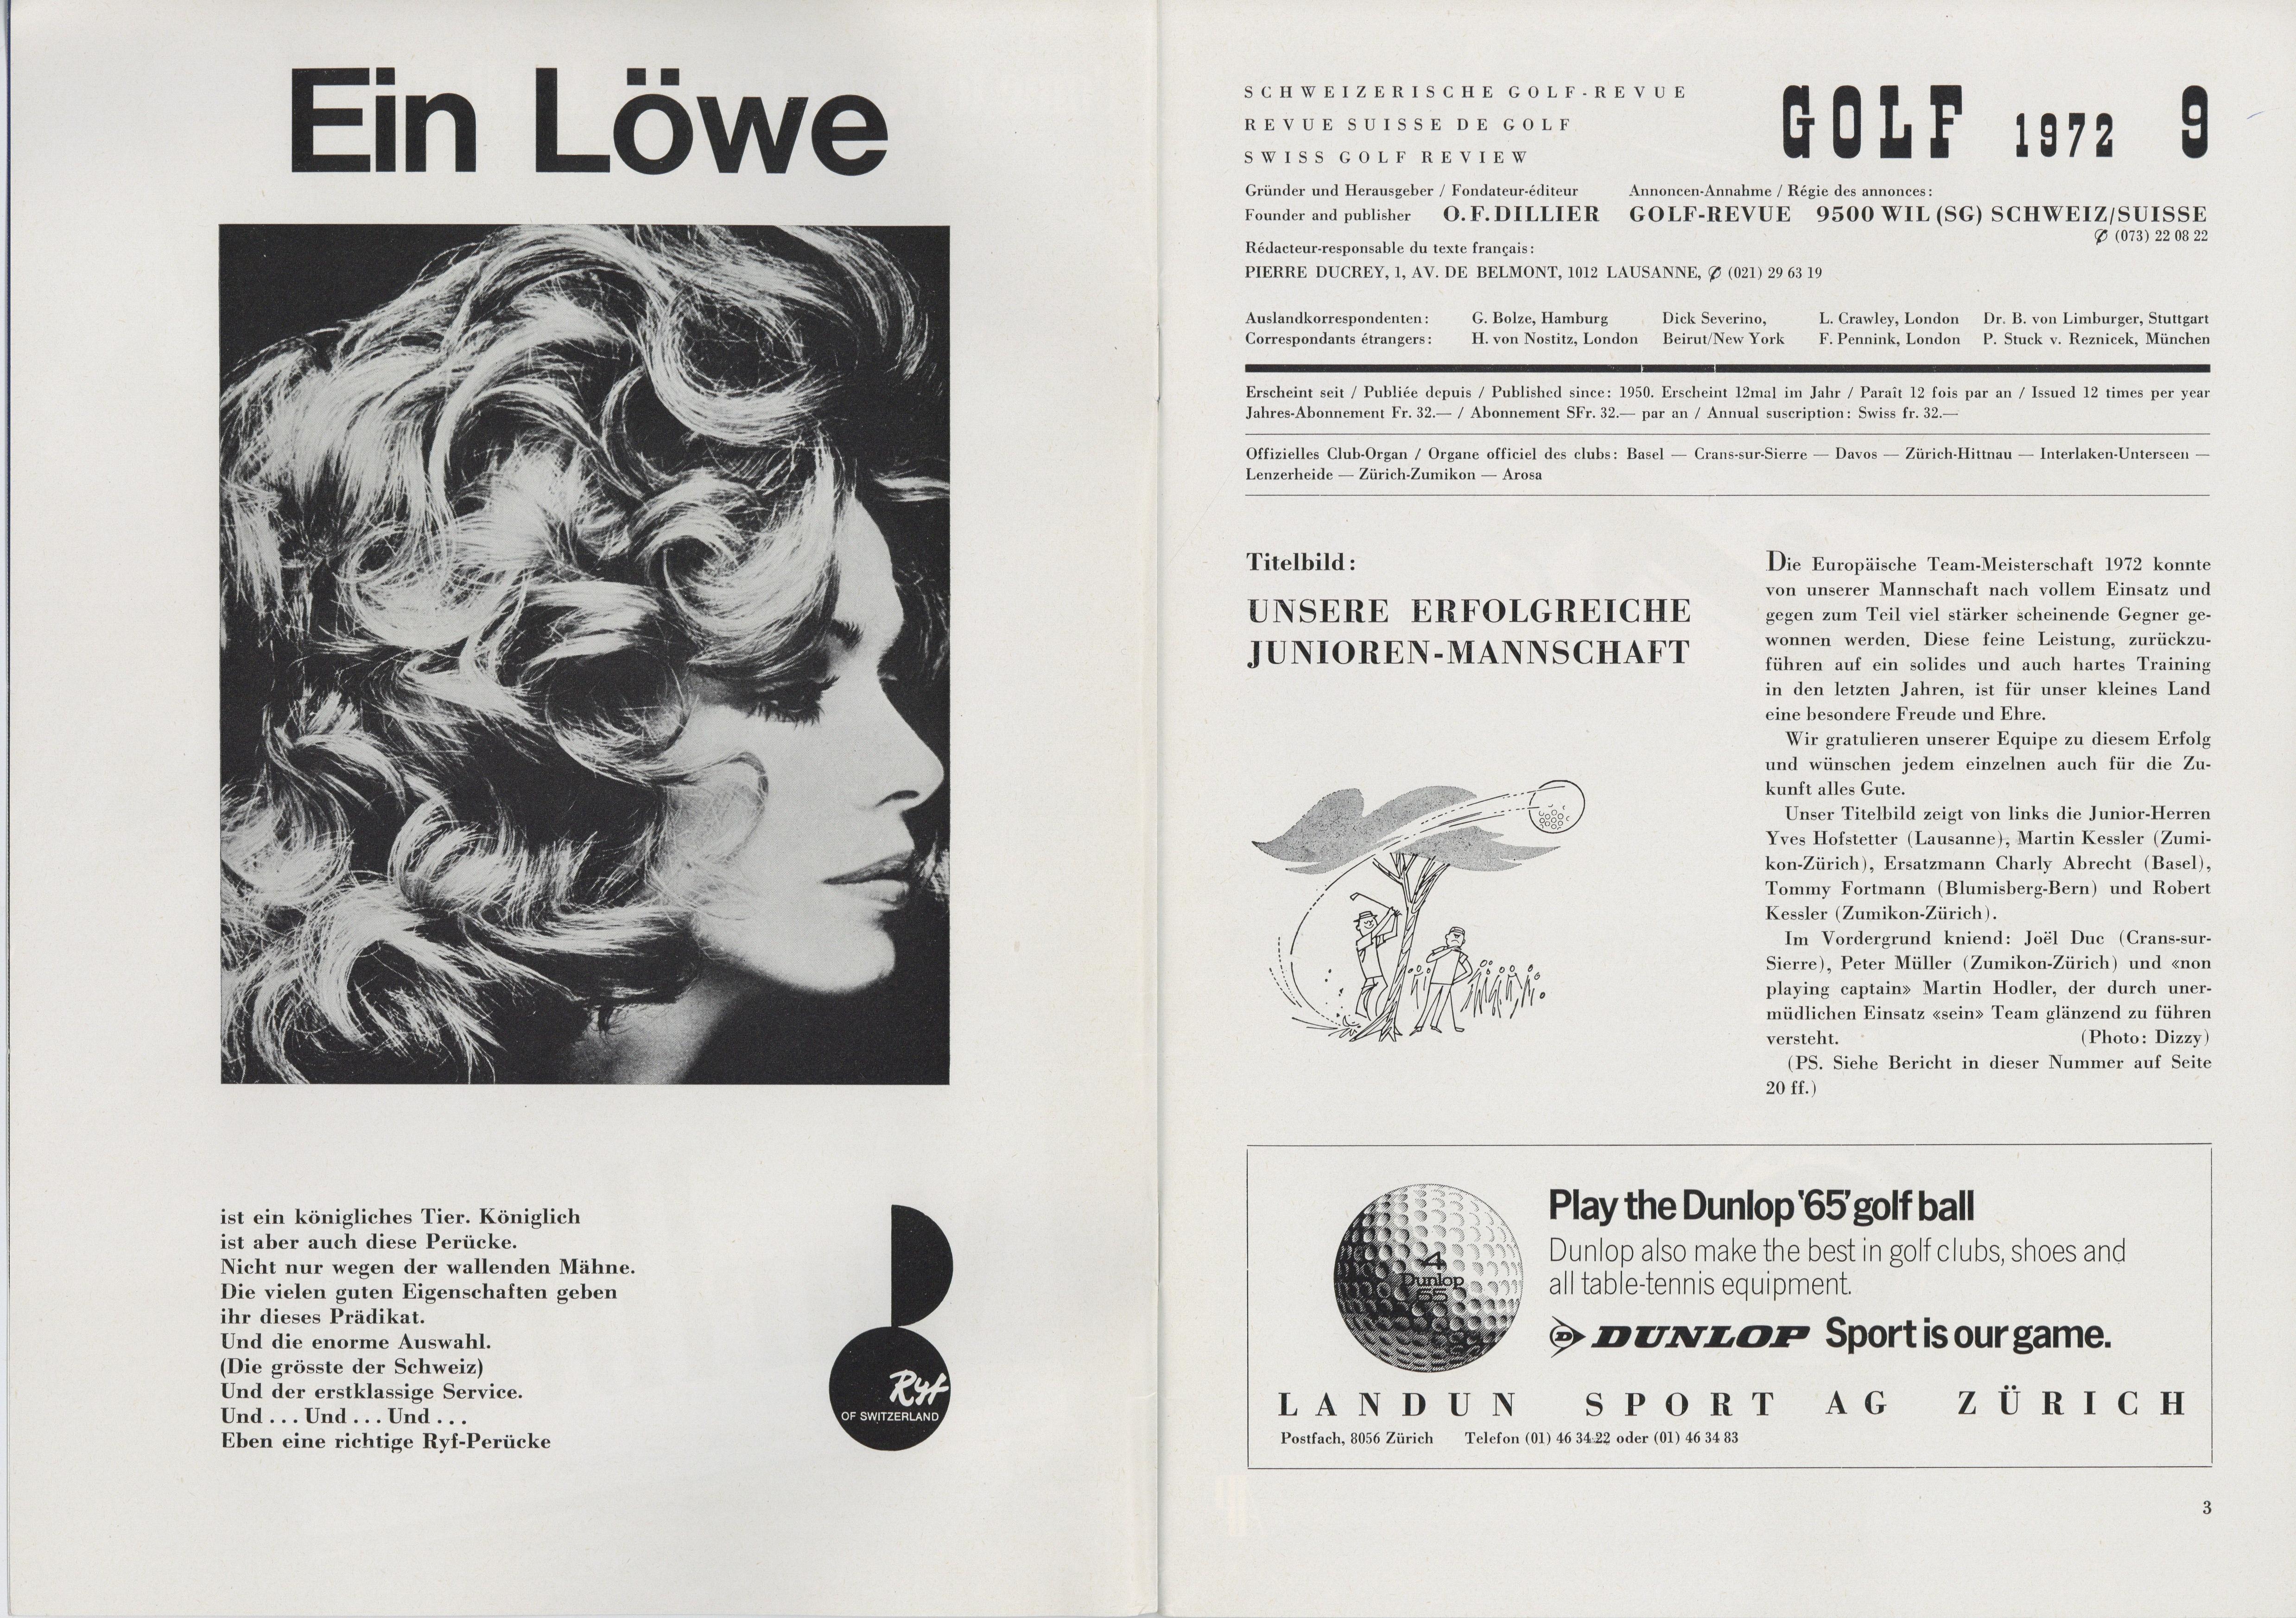 Ein Löwe
ist ein königliches Tier. Königlich
ist aber auch diese Perücke.
Nicht nur wegen der wallenden Mähne.
Die vielen guten Eigenschaften geben
ihr dieses Prädikat.
Und die enorme Auswahl.
(Die grösste der Schweiz)
Und der erstklassige Service.
Und ... Und ... Und ...
Eben eine richtige Ryf-Perücke
Ryf
OF SWITZERLAND
SCHWEIZERISCHE GOLF-REVUE
REVUE SUISSE DE GOLF
SWISS GOLF REVIEW
GOLF 1972 9
Gründer und Herausgeber / Fondateur-éditeur
Founder and publisher O. F. DILLIER
Annoncen-Annahme / Régie des annonces:
GOLF-REVUE 9500 WIL (SG) SCHWEIZ/SUISSE
✆ (073) 22 08 22
Rédacteur-responsable du texte français:
PIERRE DUCREY, 1, AV. DE BELMONT, 1012 LAUSANNE, ✆ (021) 29 63 19
Auslandkorrespondenten: G. Bolze, Hamburg Dick Severino, L. Crawley, London Dr. B. von Limburger, Stuttgart
Correspondants étrangers: H. von Nostitz, London Beirut/New York F. Pennink, London P. Stuck v. Reznicek, München
Erscheint seit / Publiée depuis / Published since: 1950. Erscheint 12mal im Jahr / Paraît 12 fois par an / Issued 12 times per year
Jahres-Abonnement Fr. 32.— / Abonnement SFr. 32.— par an / Annual suscription: Swiss fr. 32.—
Offizielles Club-Organ / Organe officiel des clubs: Basel — Crans-sur-Sierre — Davos — Zürich-Hittnau — Interlaken-Unterseen —
Lenzerheide — Zürich-Zumikon — Arosa
Titelbild:
UNSERE ERFOLGREICHE
JUNIOREN-MANNSCHAFT
Die Europäische Team-Meisterschaft 1972 konnte
von unserer Mannschaft nach vollem Einsatz und
gegen zum Teil viel stärker scheinende Gegner ge-
wonnen werden. Diese feine Leistung, zurückzu-
führen auf ein solides und auch hartes Training
in den letzten Jahren, ist für unser kleines Land
eine besondere Freude und Ehre.
Wir gratulieren unserer Equipe zu diesem Erfolg
und wünschen jedem einzelnen auch für die Zu-
kunft alles Gute.
Unser Titelbild zeigt von links die Junior-Herren
Yves Hofstetter (Lausanne), Martin Kessler (Zumi-
kon-Zürich), Ersatzmann Charly Abrecht (Basel),
Tommy Fortmann (Blumisberg-Bern) und Robert
Kessler (Zumikon-Zürich).
Im Vordergrund kniend: Joël Duc (Crans-sur-
Sierre), Peter Müller (Zumikon-Zürich) und «non
playing captain» Martin Hodler, der durch uner-
müdlichen Einsatz «sein» Team glänzend zu führen
versteht. (Photo: Dizzy)
(PS. Siehe Bericht in dieser Nummer auf Seite
20 ff.)
4
Dunlop
65
Play the Dunlop '65' golf ball
Dunlop also make the best in golf clubs, shoes and
all table-tennis equipment.
D DUNLOP Sport is our game.
LANDUN SPORT AG ZÜRICH
Postfach, 8056 Zürich Telefon (01) 46 34 22 oder (01) 46 34 83
3